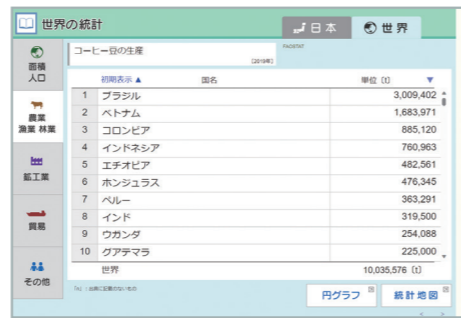 世界の統計
日本
世界
面積
人口
農業
漁業 林業
鉱工業
貿易
その他
コーヒー豆の生産
[2019年]
FAOSTAT
初期表示▲ 国名 単位〔t〕 ▼
1 ブラジル 3,009,402
2 ベトナム 1,683,971
3 コロンビア 885,120
4 インドネシア 760,963
5 エチオピア 482,561
6 ホンジュラス 476,345
7 ペルー 363,291
8 インド 319,500
9 ウガンダ 254,088
10 グアテマラ 225,000
世界 10,035,576〔t〕
円グラフ
統計地図